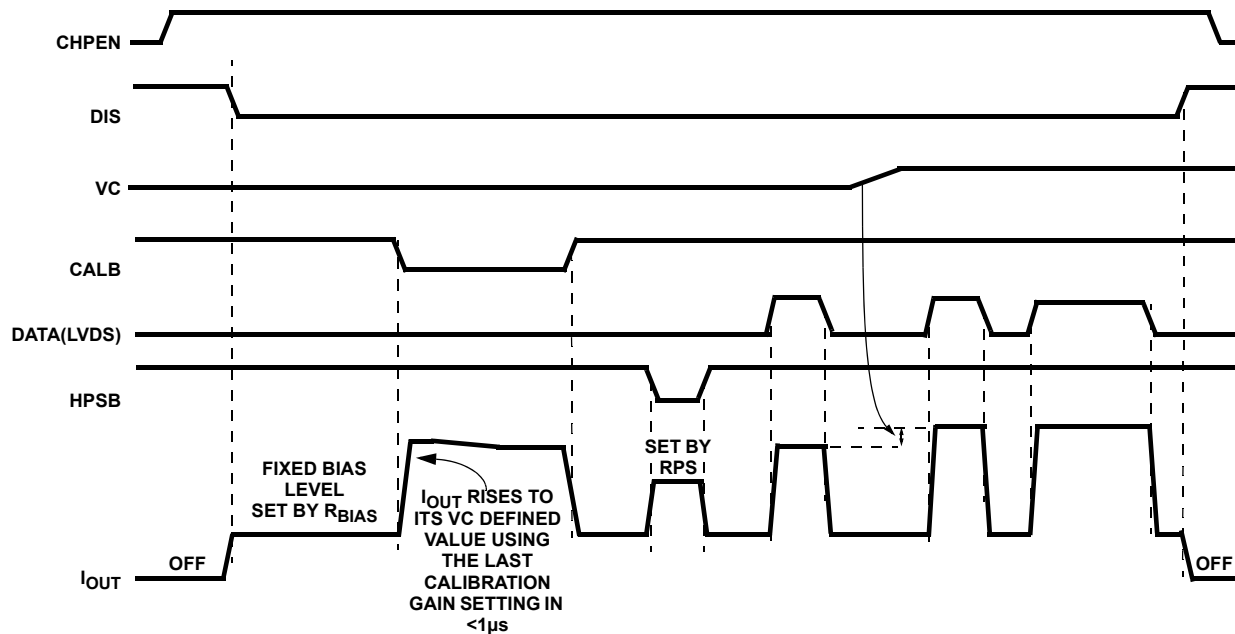 CHPEN
DIS
VC
CALB
DATA(LVDS)
HPSB
SET BY
RPS
FIXED BIAS
LEVEL
SET BY RBIAS
IOUT RISES TO
ITS VC DEFINED
VALUE USING
THE LAST
CALIBRATION
GAIN SETTING IN
<1µs
OFF
OFF
IOUT